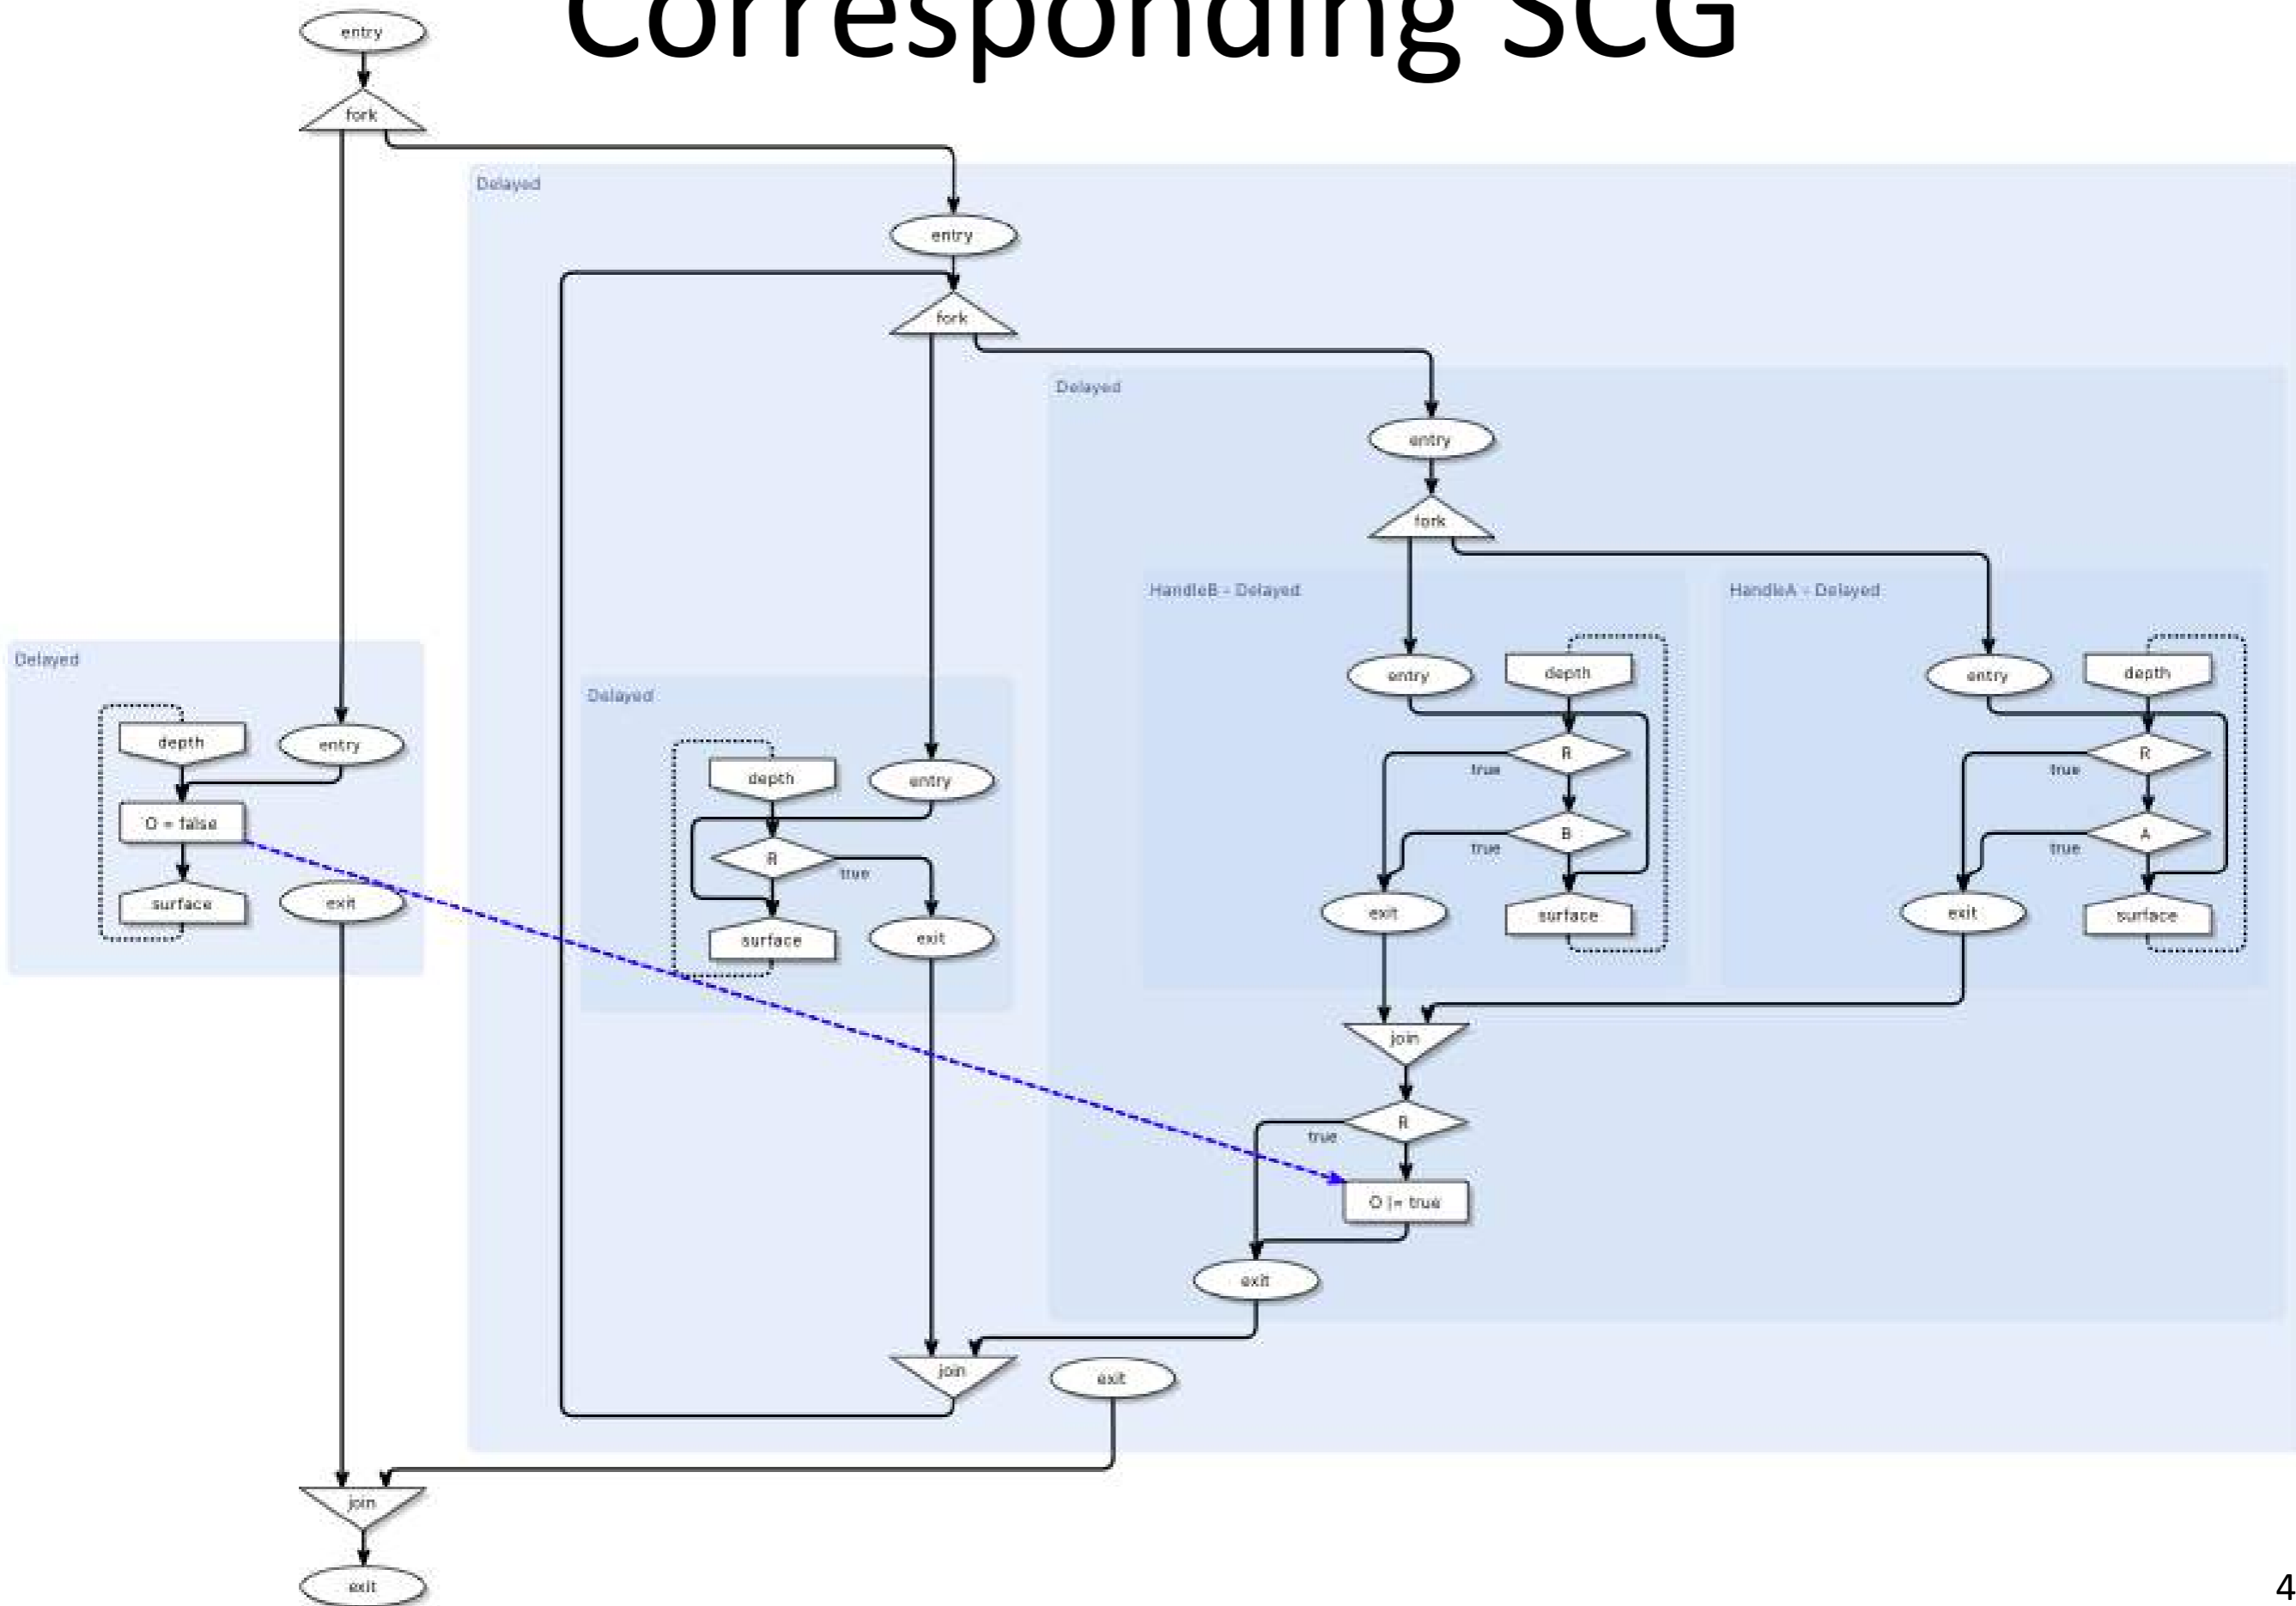 Corresponding SCG
entry
fork
Delayed
entry
fork
Delayed
entry
fork
HandleB - Delayed
HandleA - Delayed
Delayed
depth
entry
O = false
surface
exit
Delayed
depth
entry
R
true
surface
exit
entry
depth
R
true
B
true
exit
surface
entry
depth
R
true
A
true
exit
surface
join
R
true
O |= true
exit
join
exit
join
exit
4